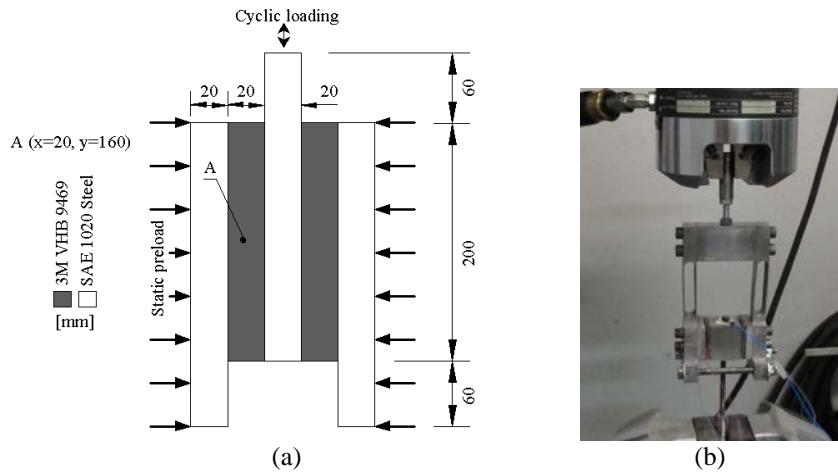 Cyclic loading
20
20
20
60
A (x=20, y=160)
A
3M VHB 9469
SAE 1020 Steel
[mm]
Static preload
200
60
(a)
(b)